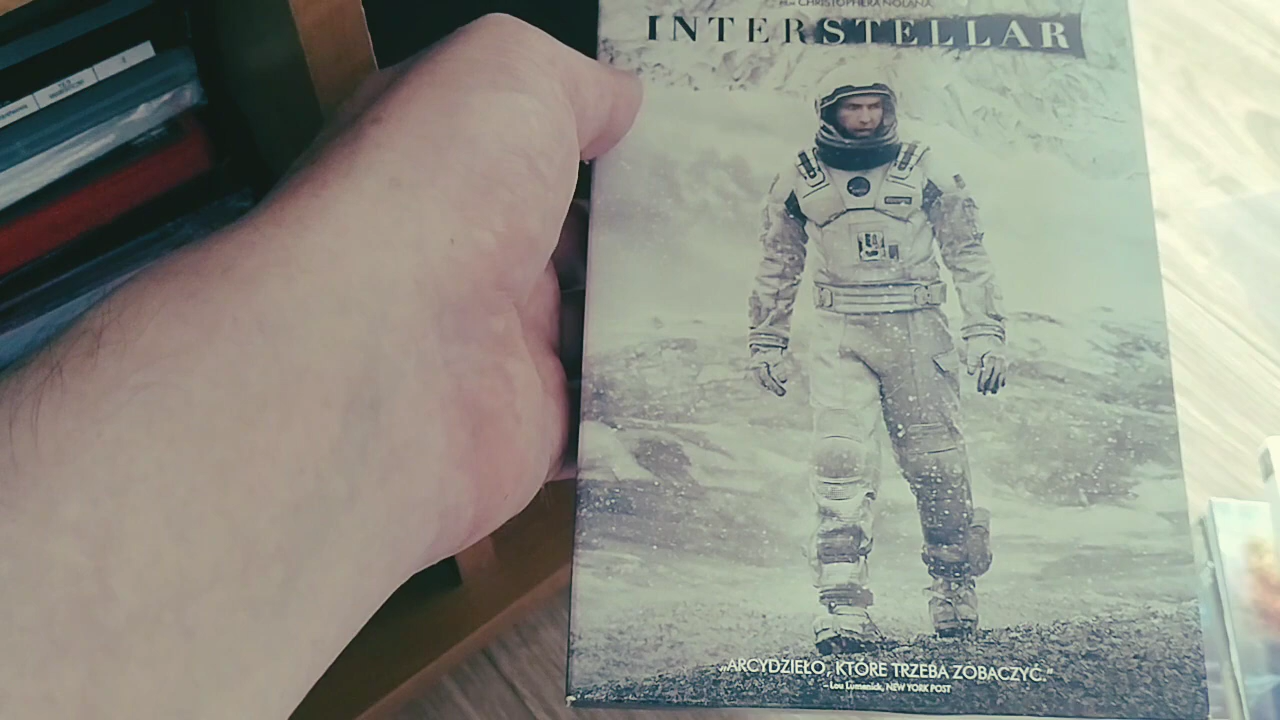 FILM CHRISTOPHERA NOLANA
INTERSTELLAR
„ARCYDZIEŁO, KTÓRE TRZEBA ZOBACZYĆ.”
– Lou Lumenick, NEW YORK POST